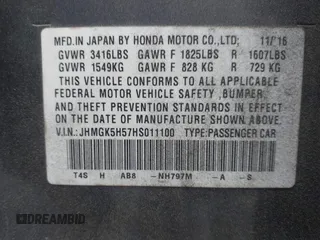 MFD.IN JAPAN BY HONDA MOTOR CO.,LTD. 11/16
GVWR 3416LBS GAWR F 1825LBS R 1607LBS
GVWR 1549KG GAWR F 828 KG R 729 KG
THIS VEHICLE CONFORMS TO ALL APPLICABLE
FEDERAL MOTOR VEHICLE SAFETY ,BUMPER,
AND THEFT PREVENTION STANDARDS IN EFFECT
ON THE DATE OF MANUFACTURE SHOWN ABOVE.
V.I.N.: JHMGK5H57HS011100 TYPE:PASSENGER CAR
T4S H AB8 -NH797M -A -S
DREAMBID